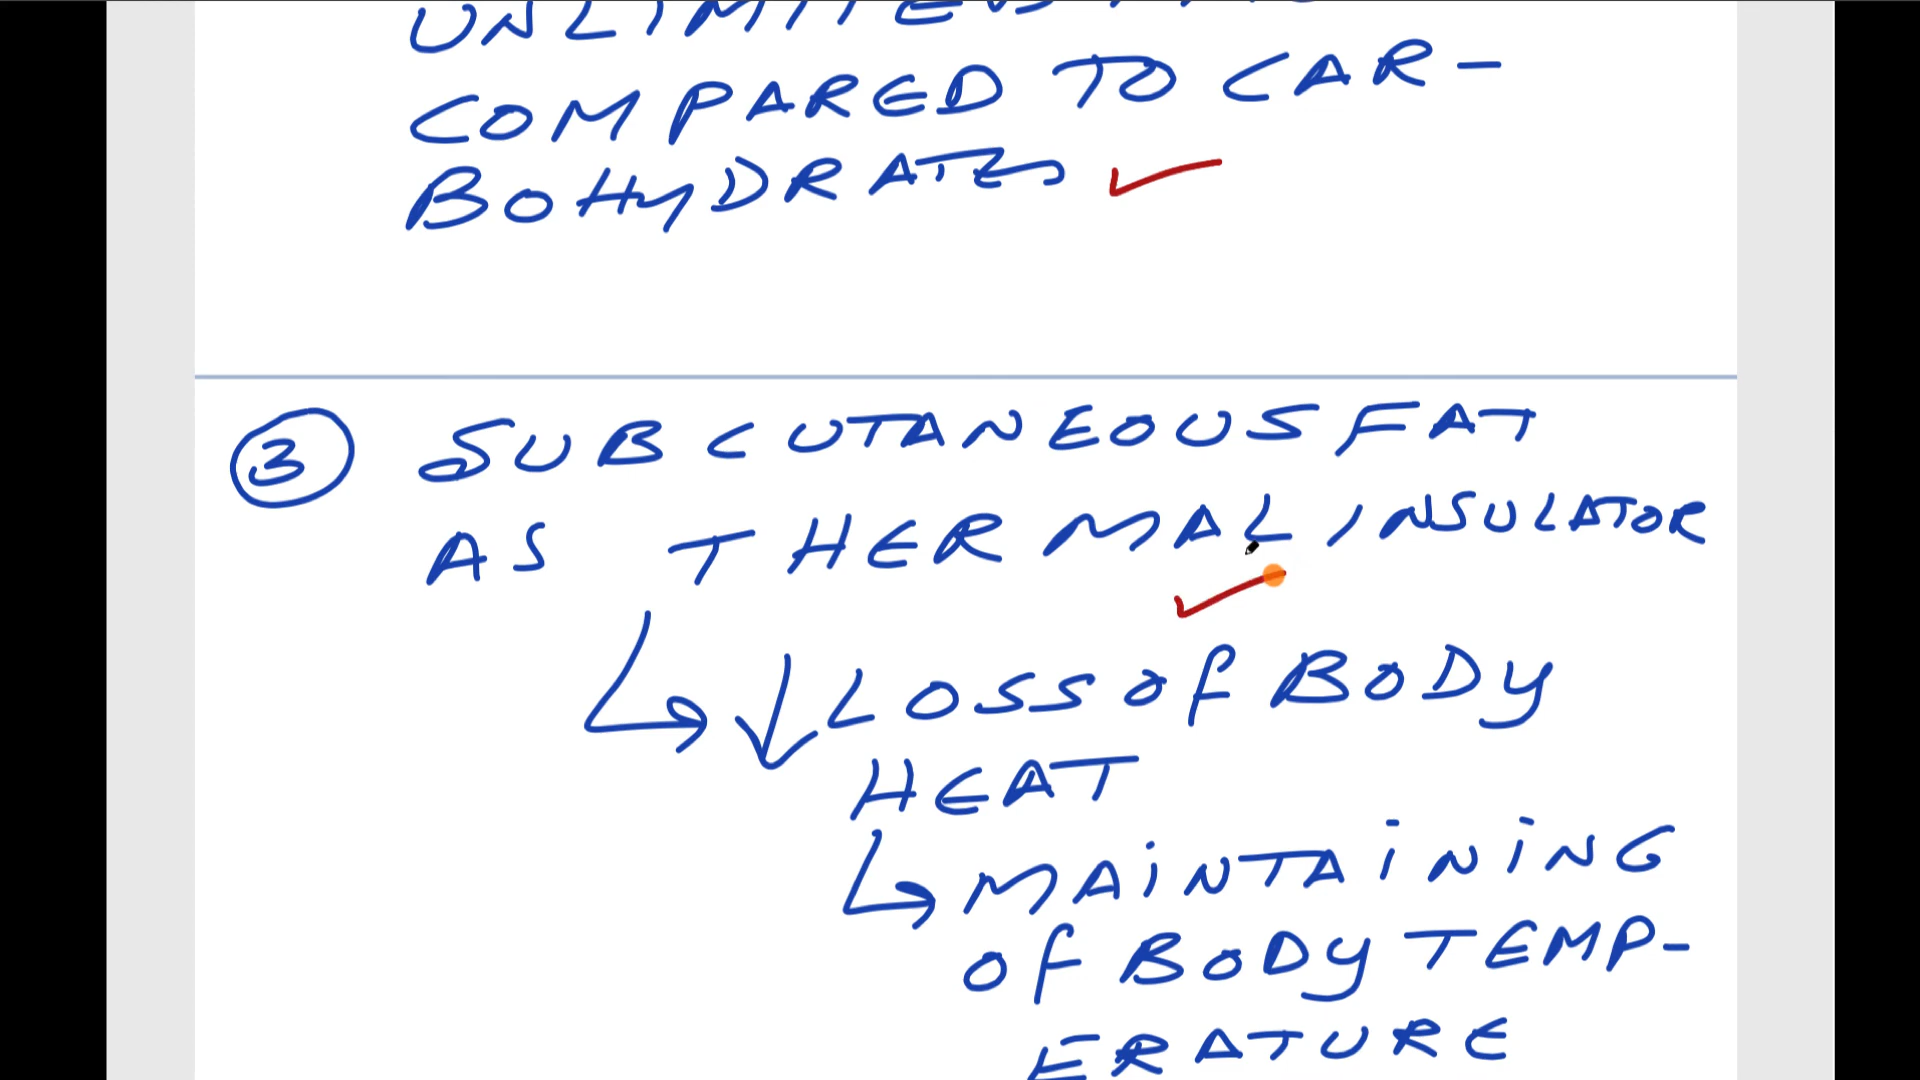 COMPARED TO CAR-
BOHYDRATES ✓
③ SUBCUTANEOUS FAT
AS THERMAL INSULATOR
✓
↳ ↓ LOSS of BODY
HEAT
↳ MAiNTAiNiNG
of BODY TEMP-
ERATURE